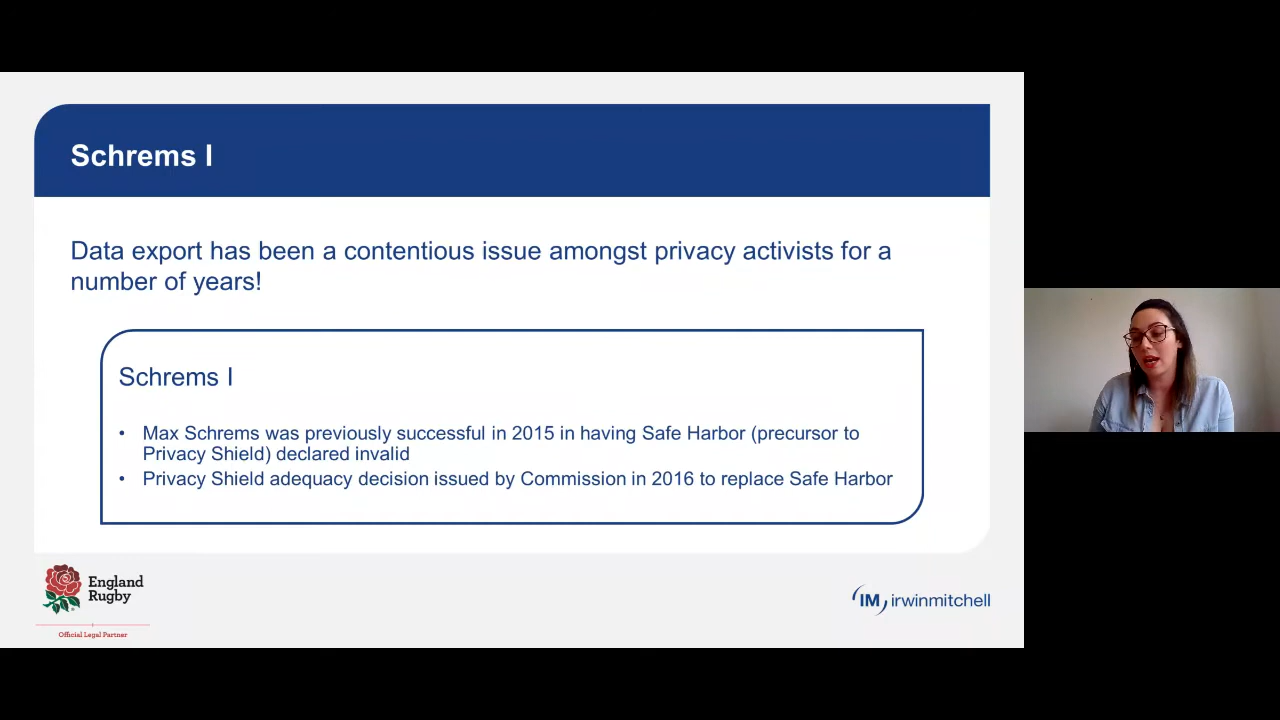 Schrems I
Data export has been a contentious issue amongst privacy activists for a
number of years!
Schrems I
• Max Schrems was previously successful in 2015 in having Safe Harbor (precursor to
Privacy Shield) declared invalid
• Privacy Shield adequacy decision issued by Commission in 2016 to replace Safe Harbor
England
Rugby
Official Legal Partner
IM irwinmitchell